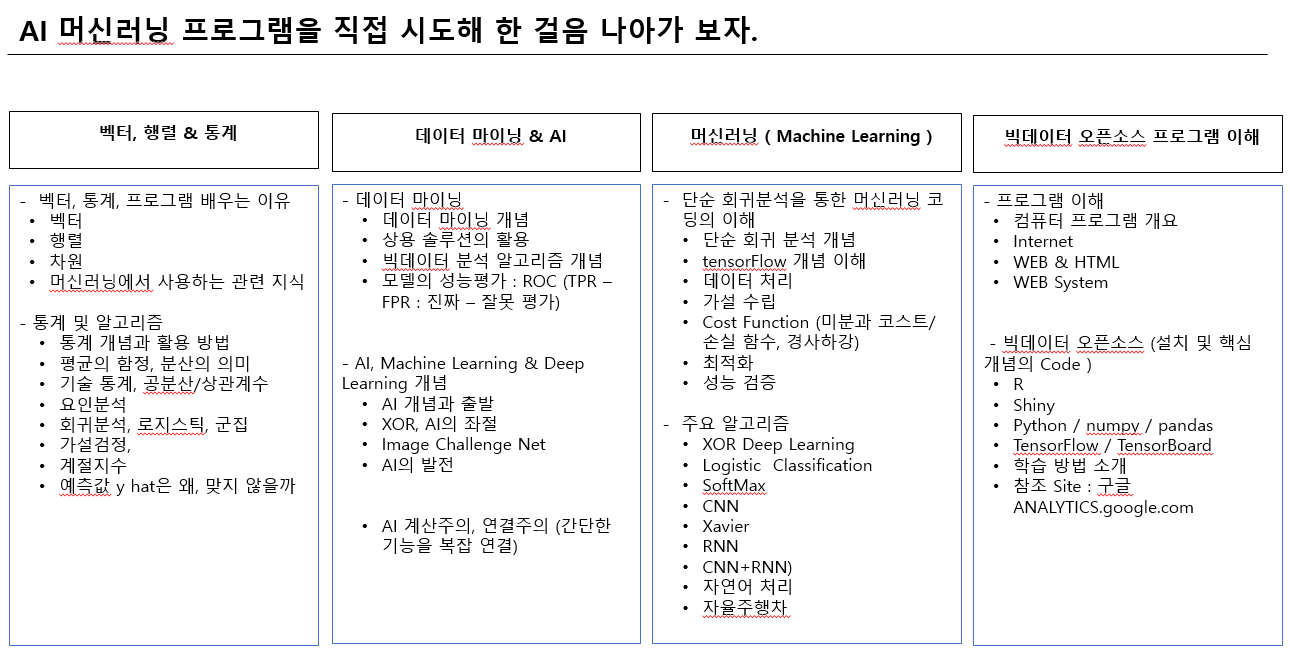 AI 머신러닝 프로그램을 직접 시도해 한 걸음 나아가 보자.
벡터, 행렬 & 통계
- 벡터, 통계, 프로그램 배우는 이유
• 벡터
• 행렬
• 차원
• 머신러닝에서 사용하는 관련 지식
- 통계 및 알고리즘
• 통계 개념과 활용 방법
• 평균의 함정, 분산의 의미
• 기술 통계, 공분산/상관계수
• 요인분석
• 회귀분석, 로지스틱, 군집
• 가설검정,
• 계절지수
• 예측값 y hat은 왜, 맞지 않을까
데이터 마이닝 & AI
- 데이터 마이닝
• 데이터 마이닝 개념
• 상용 솔루션의 활용
• 빅데이터 분석 알고리즘 개념
• 모델의 성능평가 : ROC (TPR –
FPR : 진짜 – 잘못 평가)
- AI, Machine Learning & Deep
Learning 개념
• AI 개념과 출발
• XOR, AI의 좌절
• Image Challenge Net
• AI의 발전
• AI 계산주의, 연결주의 (간단한
기능을 복잡 연결)
머신러닝 ( Machine Learning )
- 단순 회귀분석을 통한 머신러닝 코
딩의 이해
• 단순 회귀 분석 개념
• tensorFlow 개념 이해
• 데이터 처리
• 가설 수립
• Cost Function (미분과 코스트/
손실 함수, 경사하강)
• 최적화
• 성능 검증
- 주요 알고리즘
• XOR Deep Learning
• Logistic Classification
• SoftMax
• CNN
• Xavier
• RNN
• CNN+RNN)
• 자연어 처리
• 자율주행차
빅데이터 오픈소스 프로그램 이해
- 프로그램 이해
• 컴퓨터 프로그램 개요
• Internet
• WEB & HTML
• WEB System
- 빅데이터 오픈소스 (설치 및 핵심
개념의 Code )
• R
• Shiny
• Python / numpy / pandas
• TensorFlow / TensorBoard
• 학습 방법 소개
• 참조 Site : 구글
ANALYTICS.google.com